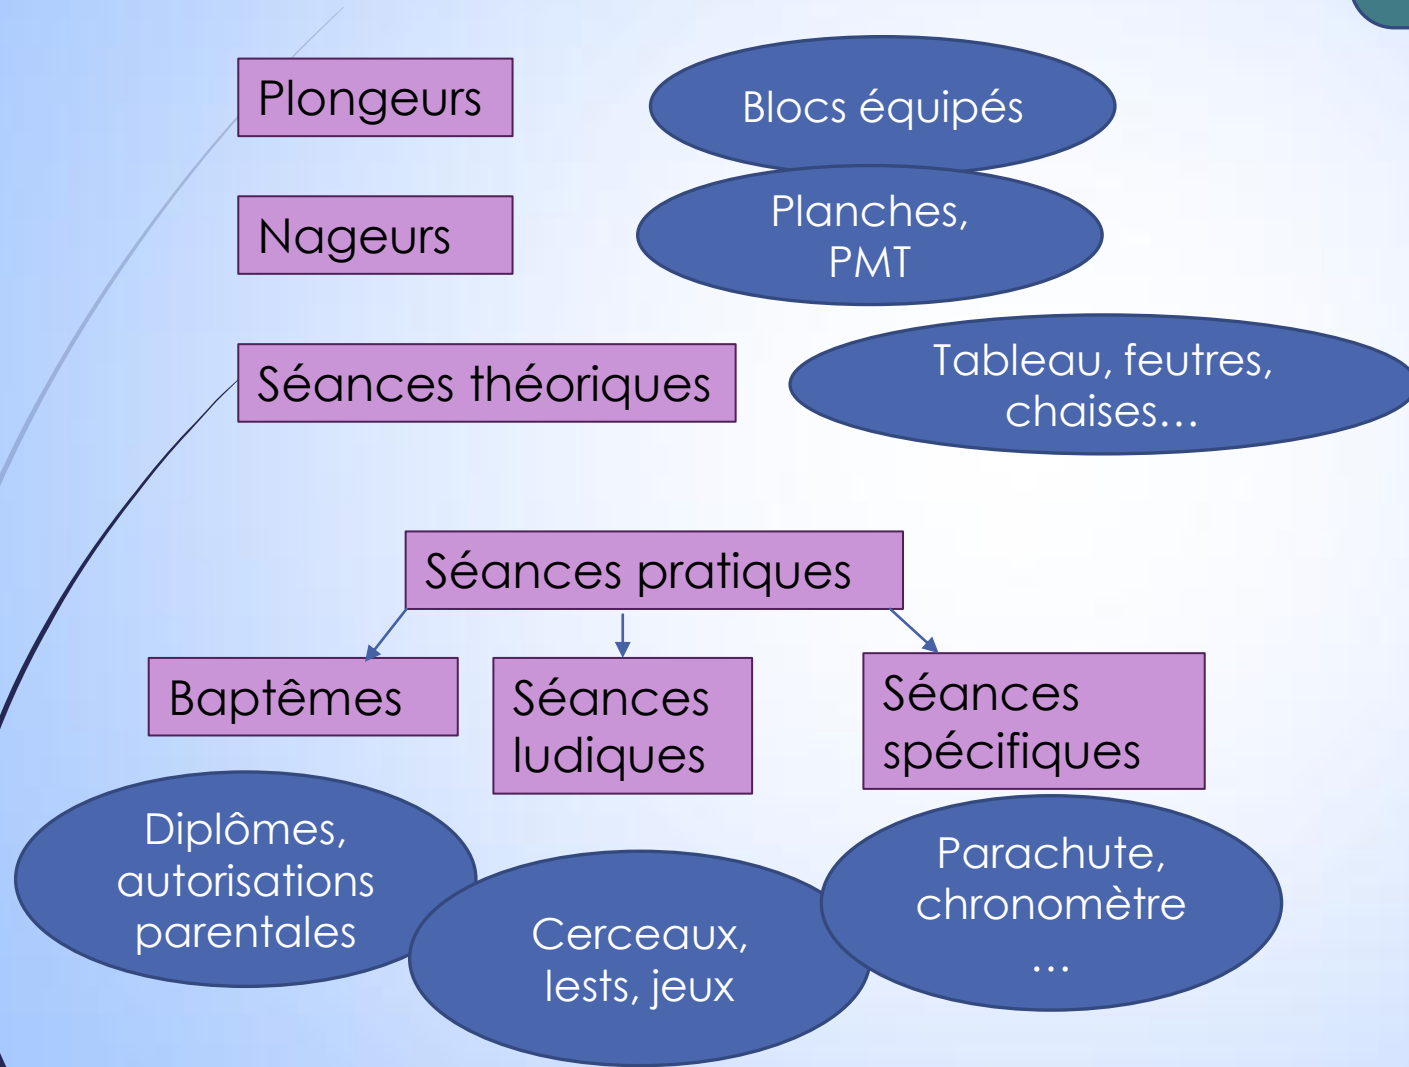 Plongeurs
Blocs équipés
Nageurs
Planches,
PMT
Séances théoriques
Tableau, feutres,
chaises…
Séances pratiques
Baptêmes
Séances
ludiques
Séances
spécifiques
Diplômes,
autorisations
parentales
Cerceaux,
lests, jeux
Parachute,
chronomètre
…